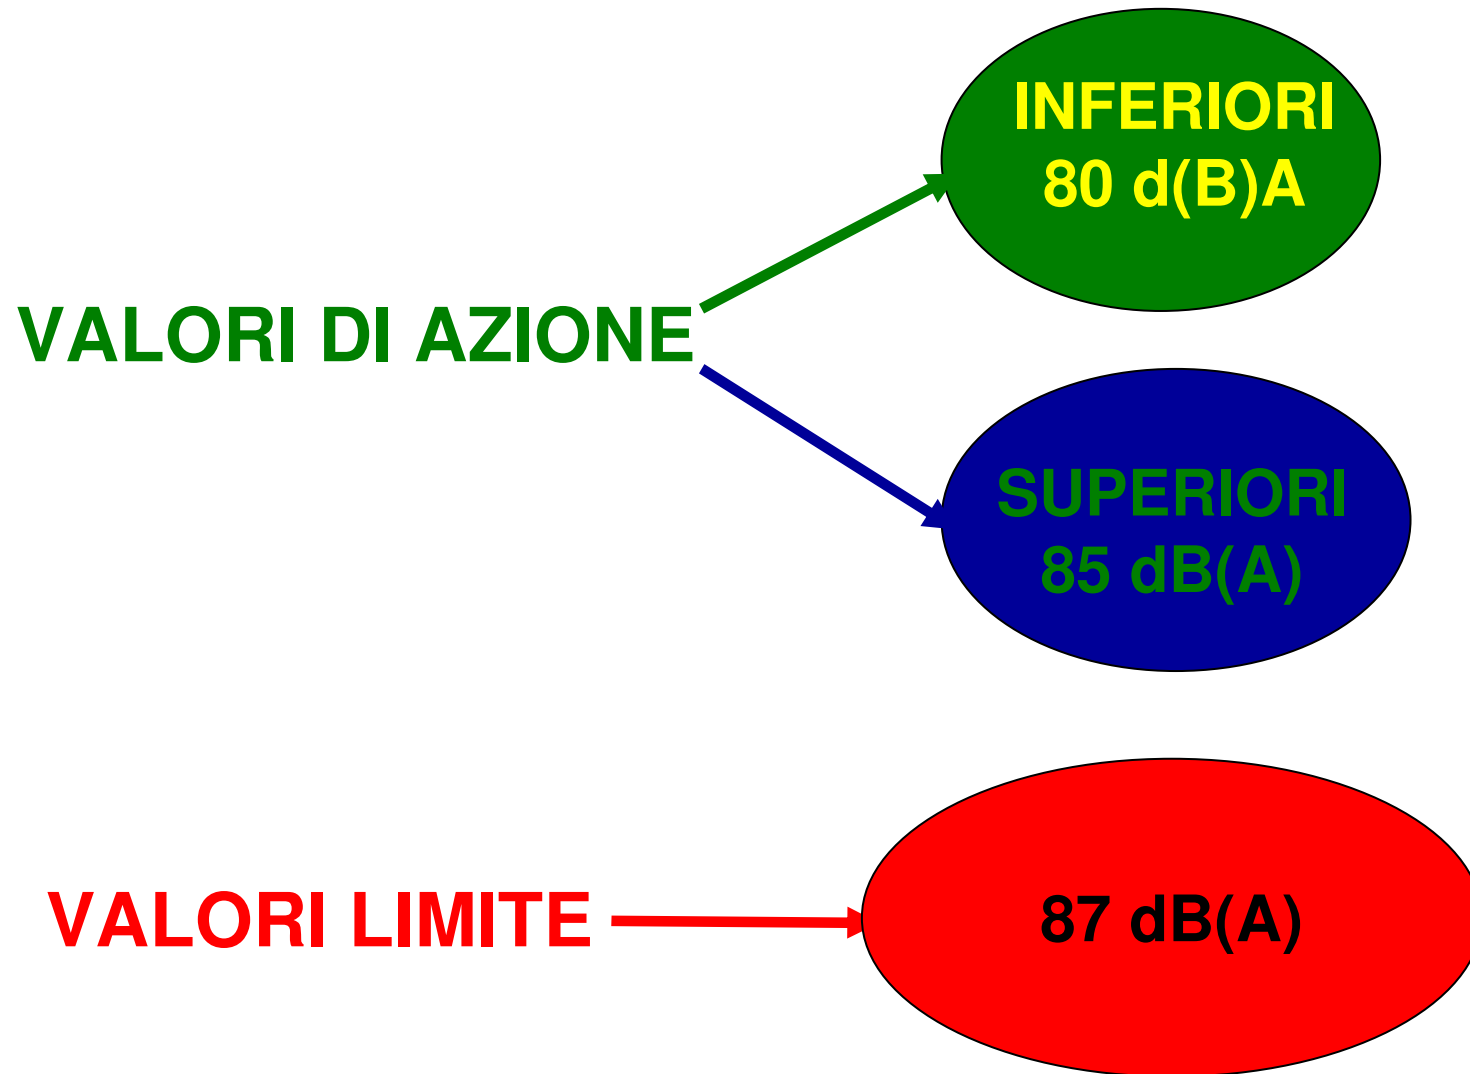 INFERIORI
80 d(B)A
VALORI DI AZIONE
SUPERIORI
85 dB(A)
VALORI LIMITE
87 dB(A)